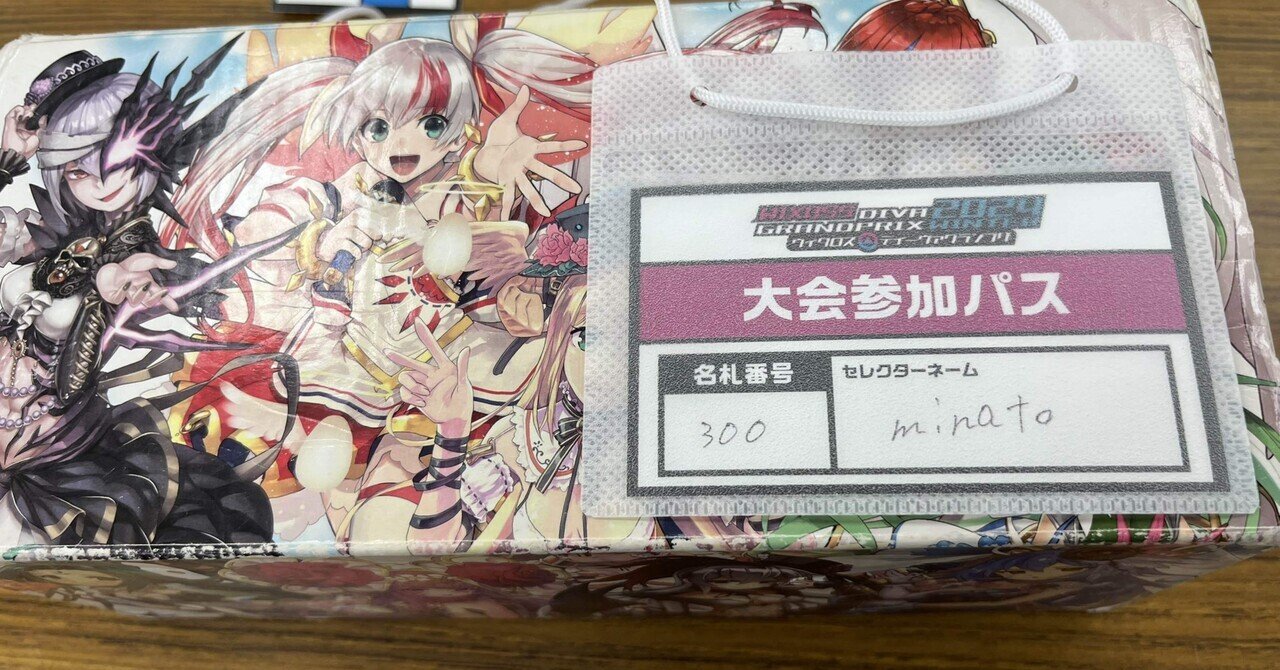 WIXOSS DIVA 2024
GRANDPRIX WINTER
ウィクロス ディーヴァグランプリ
大会参加パス
名札番号
セレクターネーム
300
minato